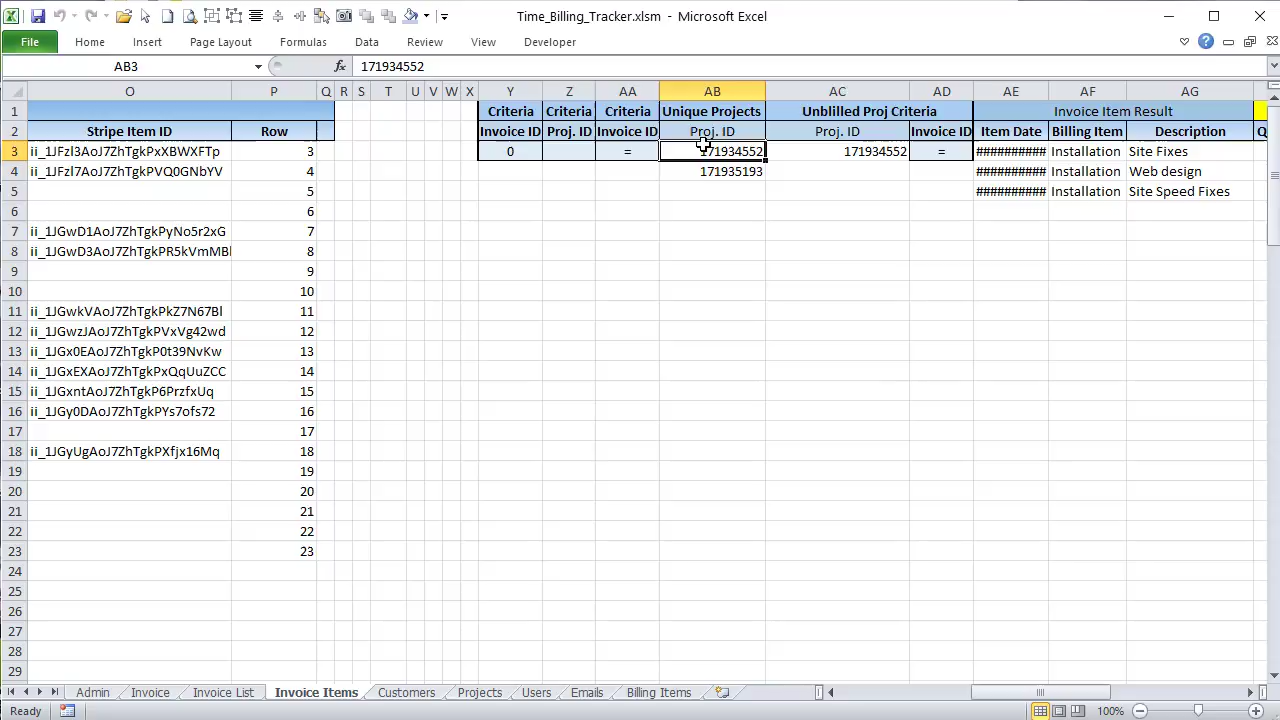 Time_Billing_Tracker.xlsm - Microsoft Excel
File Home Insert Page Layout Formulas Data Review View Developer
AB3 fx 171934552
O P Q R S T U V W X Y Z AA AB AC AD AE AF AG
1 Criteria Criteria Criteria Unique Projects Unblilled Proj Criteria Invoice Item Result
2 Stripe Item ID Row Invoice ID Proj. ID Invoice ID Proj. ID Proj. ID Invoice ID Item Date Billing Item Description Q
3 ii_1JFzl3AoJ7ZhTgkPxXBWXFTp 3 0 = 171934552 171934552 = ########## Installation Site Fixes
4 ii_1JFzl7AoJ7ZhTgkPVQ0GNbYV 4 171935193 ########## Installation Web design
5 5 ########## Installation Site Speed Fixes
6 6
7 ii_1JGwD1AoJ7ZhTgkPyNo5r2xG 7
8 ii_1JGwD3AoJ7ZhTgkPR5kVmMB 8
9 9
10 10
11 ii_1JGwkVAoJ7ZhTgkPkZ7N67Bl 11
12 ii_1JGwzJAoJ7ZhTgkPVxVg42wd 12
13 ii_1JGx0EAoJ7ZhTgkP0t39NvKw 13
14 ii_1JGxEXAoJ7ZhTgkPxQqUuZCC 14
15 ii_1JGxntAoJ7ZhTgkP6PrzfxUq 15
16 ii_1JGy0DAoJ7ZhTgkPYs7ofs72 16
17 17
18 ii_1JGyUgAoJ7ZhTgkPXfjx16Mq 18
19 19
20 20
21 21
22 22
23 23
24
25
26
27
28
29
Admin Invoice Invoice List Invoice Items Customers Projects Users Emails Billing Items
Ready 100%